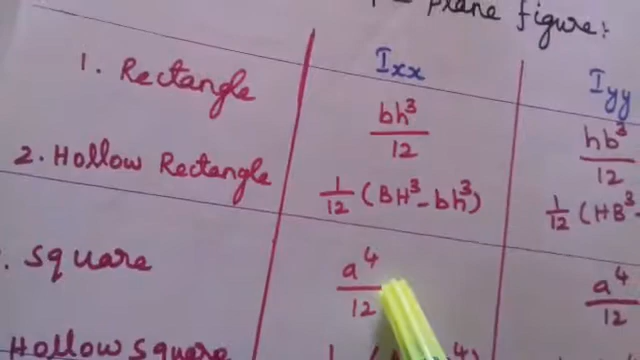 plane figure:
Ixx Iyy
1. Rectangle bh³/12 hb³/12
2. Hollow Rectangle 1/12 (BH³-bh³) 1/12 (HB³-
. Square a⁴/12 a⁴/12
Hollow Square